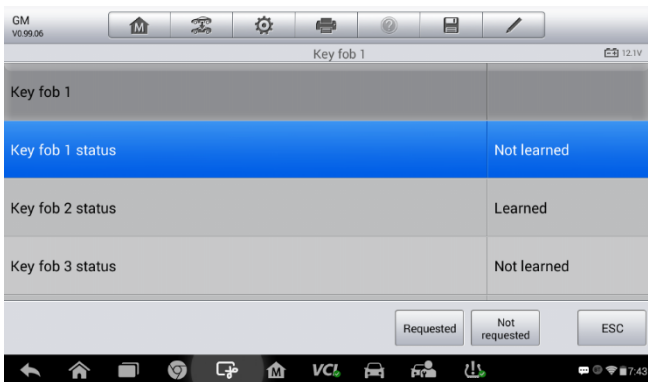 GM
V0.99.06
Key fob 1
12.1V
Key fob 1
Key fob 1 status Not learned
Key fob 2 status Learned
Key fob 3 status Not learned
Requested
Not
requested
ESC
VCI
7:43